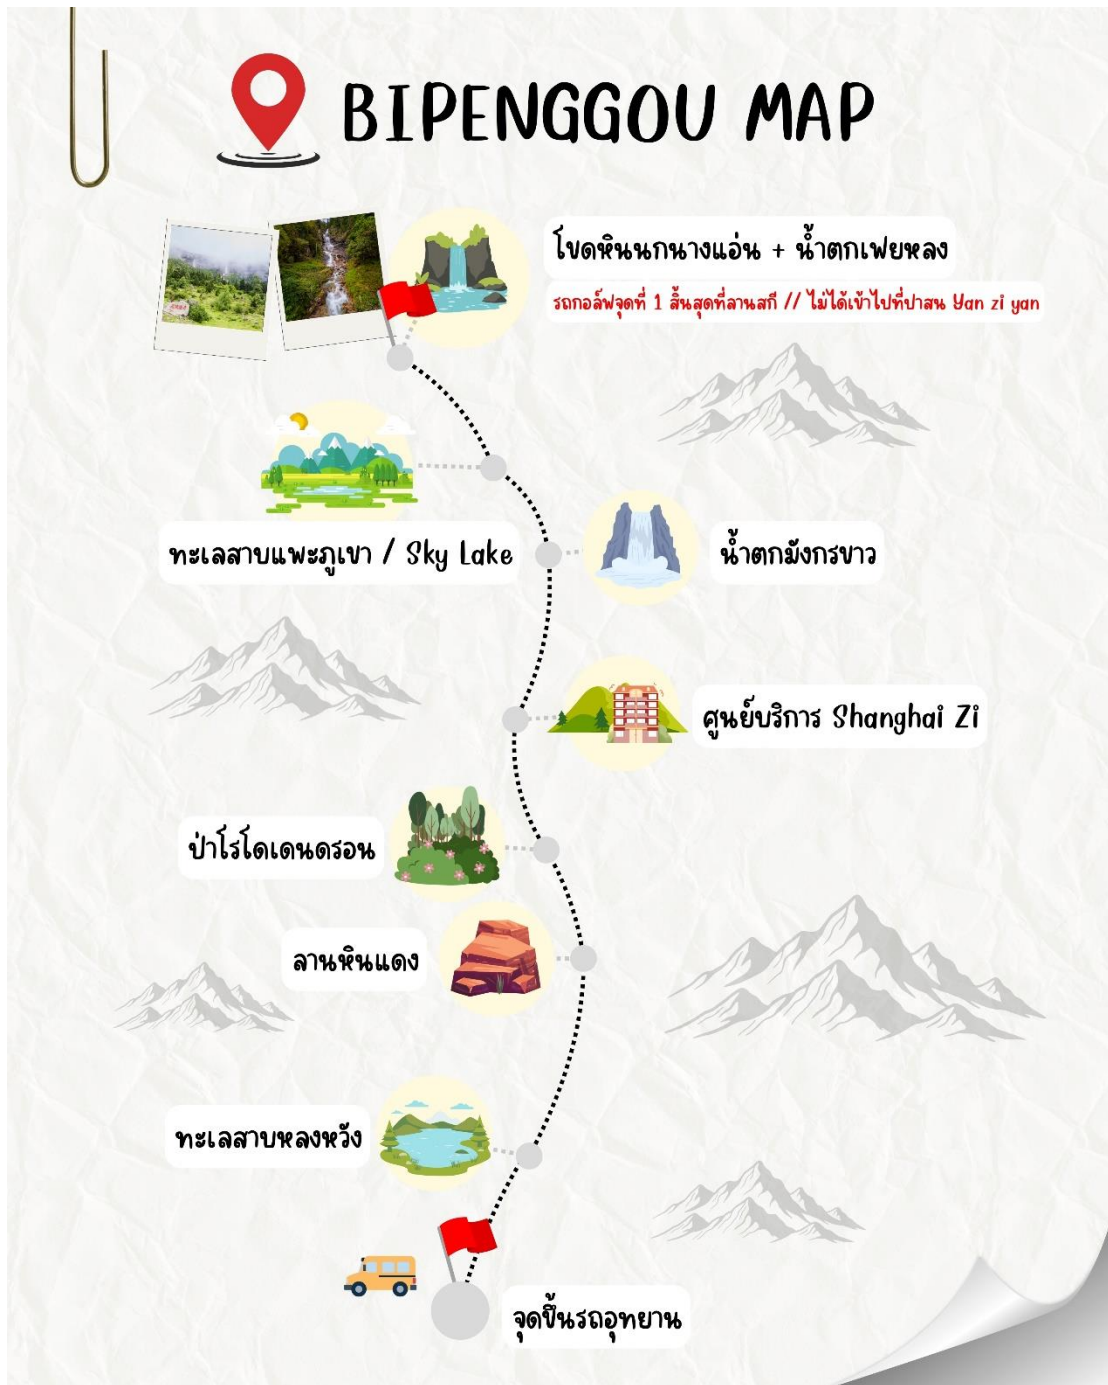 BIPENGGOU MAP
โขดหินนกนางแอ่น + น้ำตกเฟยหลง
รถกอล์ฟจุดที่ 1 สิ้นสุดที่ลานสกี // ไม่ได้เข้าไปที่ปาสน Yan zi yan
ทะเลสาบแพะภูเขา / Sky Lake
น้ำตกมังกรขาว
ศูนย์บริการ Shanghai Zi
ป่าโรโดเดนดรอน
ลานหินแดง
ทะเลสาบหลงหวัง
จุดขึ้นรถอุทยาน